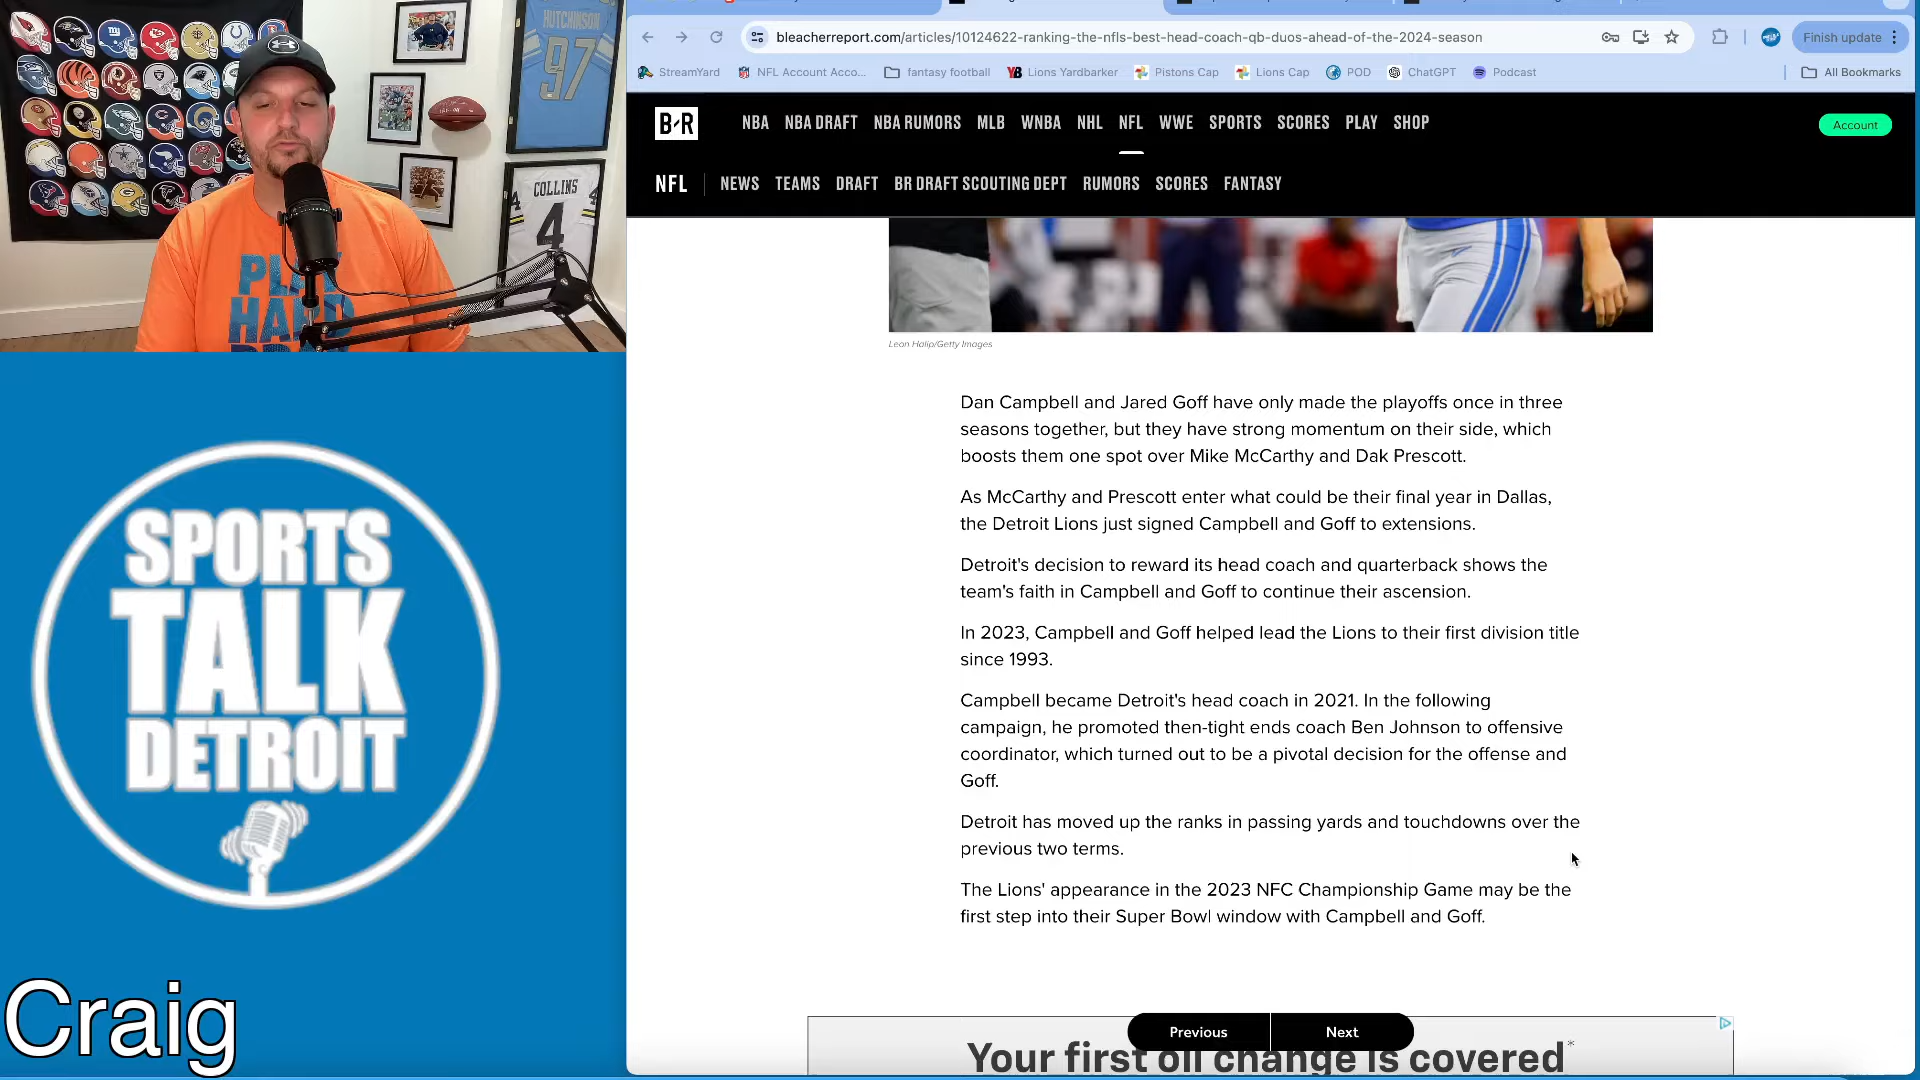 HUTCHINSON
97
COLLINS
4
PLAY
HARD
SPORTS
TALK
DETROIT
Craig
bleacherreport.com/articles/10124622-ranking-the-nfls-best-head-coach-qb-duos-ahead-of-the-2024-season
Finish update
StreamYard NFL Account Acco... fantasy football Lions Yardbarker Pistons Cap Lions Cap POD ChatGPT Podcast All Bookmarks
B/R NBA NBA DRAFT NBA RUMORS MLB WNBA NHL NFL WWE SPORTS SCORES PLAY SHOP Account
NFL NEWS TEAMS DRAFT BR DRAFT SCOUTING DEPT RUMORS SCORES FANTASY
Leon Halip/Getty Images
Dan Campbell and Jared Goff have only made the playoffs once in three
seasons together, but they have strong momentum on their side, which
boosts them one spot over Mike McCarthy and Dak Prescott.
As McCarthy and Prescott enter what could be their final year in Dallas,
the Detroit Lions just signed Campbell and Goff to extensions.
Detroit's decision to reward its head coach and quarterback shows the
team's faith in Campbell and Goff to continue their ascension.
In 2023, Campbell and Goff helped lead the Lions to their first division title
since 1993.
Campbell became Detroit's head coach in 2021. In the following
campaign, he promoted then-tight ends coach Ben Johnson to offensive
coordinator, which turned out to be a pivotal decision for the offense and
Goff.
Detroit has moved up the ranks in passing yards and touchdowns over the
previous two terms.
The Lions' appearance in the 2023 NFC Championship Game may be the
first step into their Super Bowl window with Campbell and Goff.
Previous Next
Your first oil change is covered*